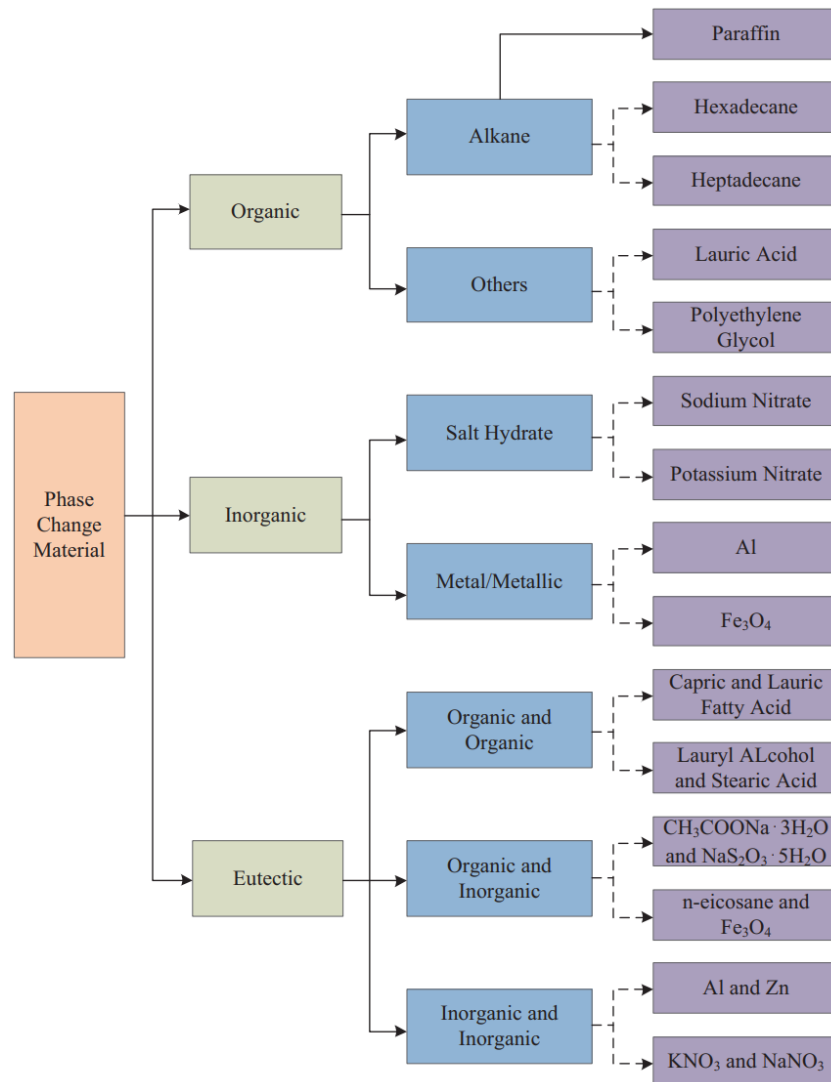 Paraffin
Hexadecane
Alkane
Heptadecane
Organic
Lauric Acid
Others
Polyethylene
Glycol
Sodium Nitrate
Salt Hydrate
Potassium Nitrate
Phase
Change
Material
Inorganic
Al
Metal/Metallic
Fe₃O₄
Capric and Lauric
Fatty Acid
Organic and
Organic
Lauryl ALcohol
and Stearic Acid
CH₃COONa·3H₂O
and NaS₂O₃·5H₂O
Eutectic
Organic and
Inorganic
n-eicosane and
Fe₃O₄
Al and Zn
Inorganic and
Inorganic
KNO₃ and NaNO₃